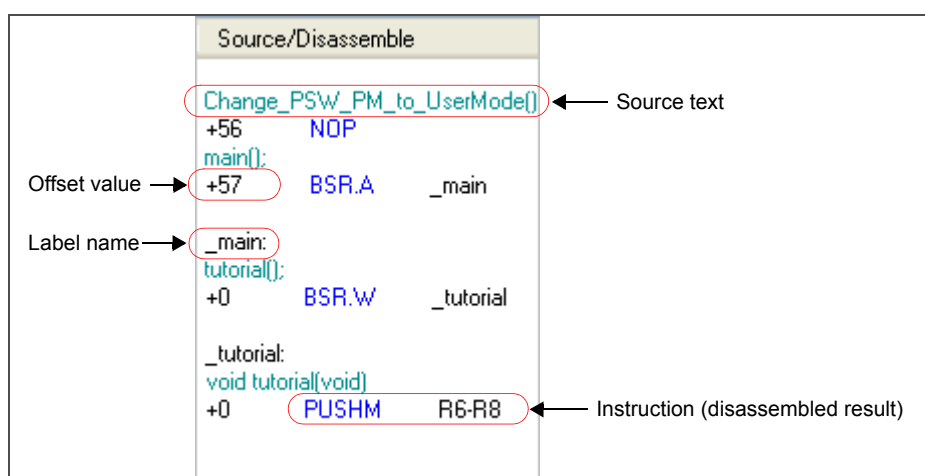 Source/Disassemble
Change_PSW_PM_to_UserMode() Source text
+56 NOP
main();
Offset value +57 BSR.A _main
Label name _main:
tutorial();
+0 BSR.W _tutorial
_tutorial:
void tutorial(void)
+0 PUSHM R6-R8 Instruction (disassembled result)